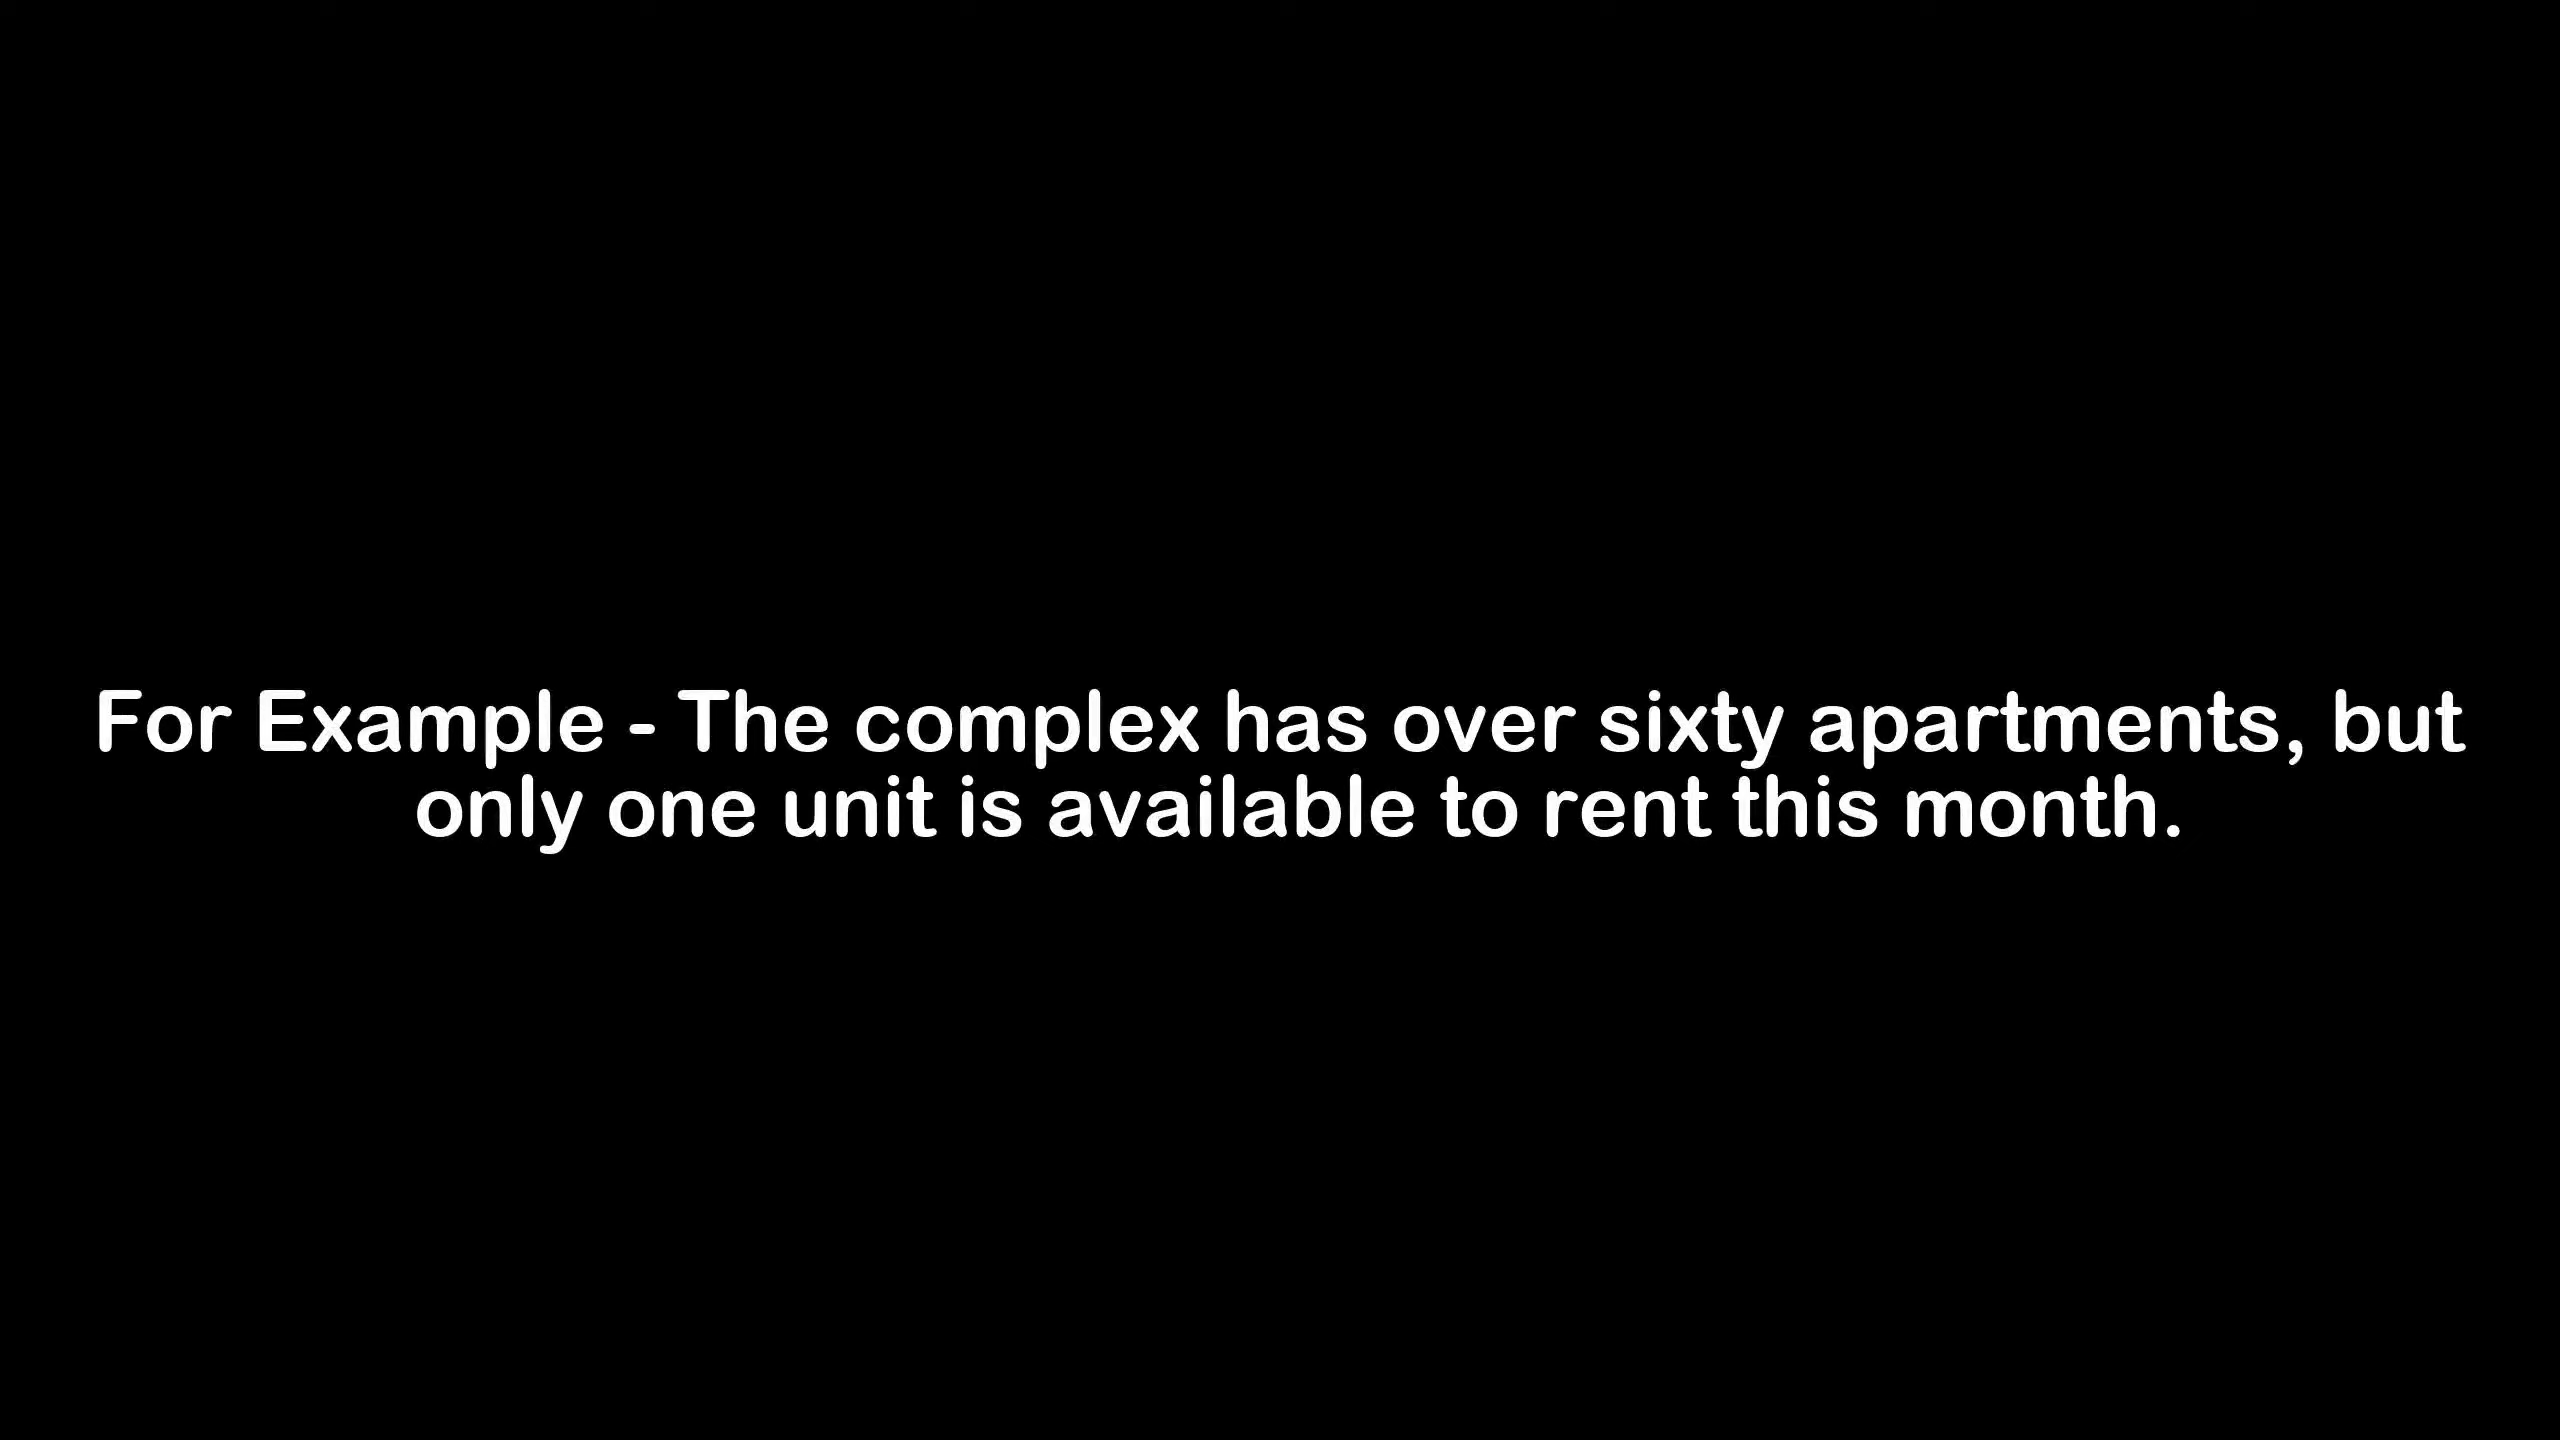 For Example - The complex has over sixty apartments, but
only one unit is available to rent this month.